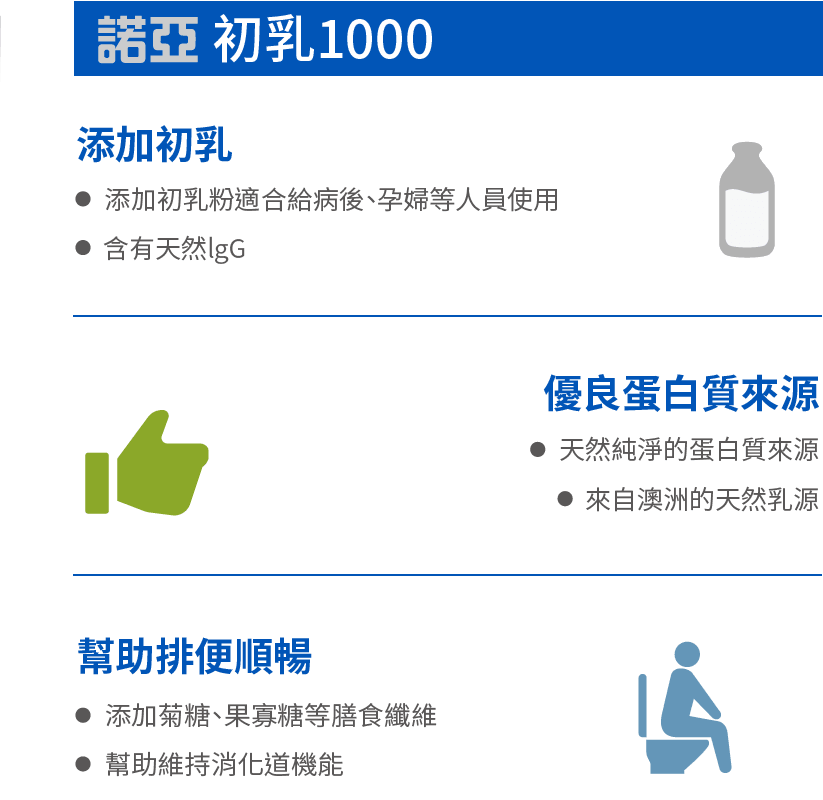 諾亞 初乳1000
添加初乳
● 添加初乳粉適合給病後、孕婦等人員使用
● 含有天然lgG
優良蛋白質來源
● 天然純淨的蛋白質來源
● 來自澳洲的天然乳源
幫助排便順暢
● 添加菊糖、果寡糖等膳食纖維
● 幫助維持消化道機能